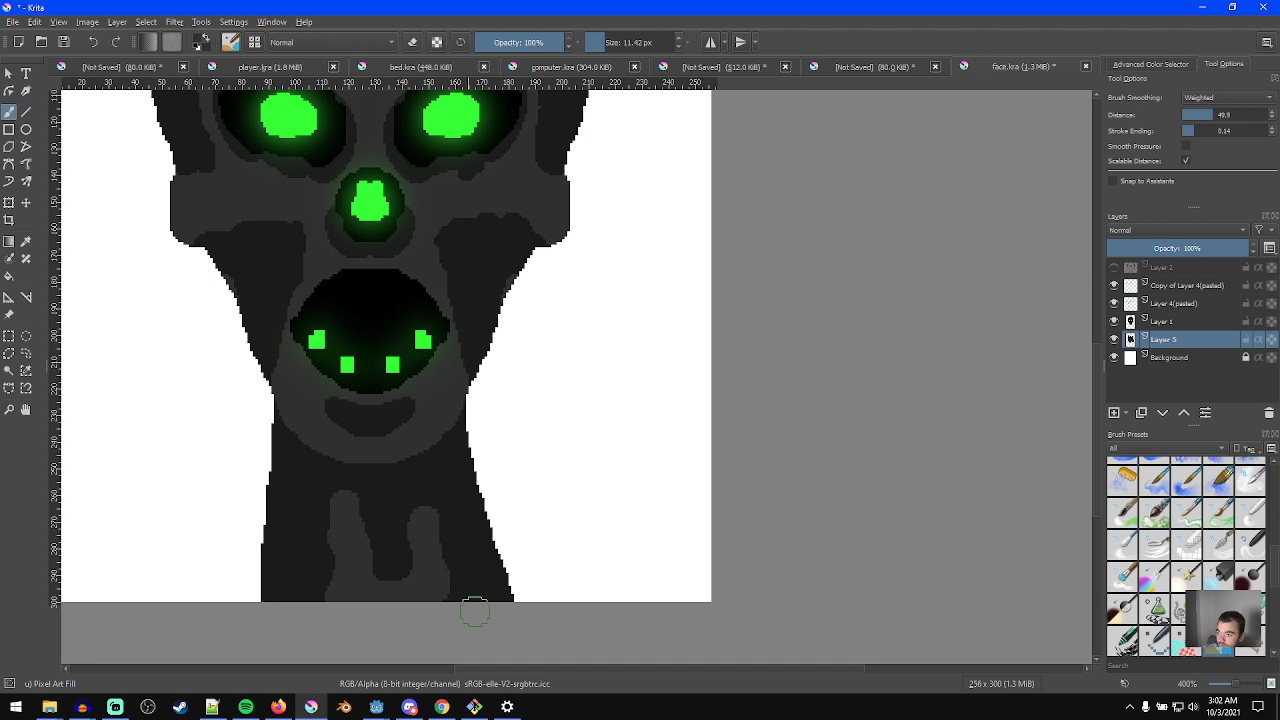 * - Krita
File Edit View Image Layer Select Filter Tools Settings Window Help
Normal Opacity: 100% Size: 11.42 px
[Not Saved] (80.0 KiB) * player.kra (1.8 MiB) bed.kra (448.0 KiB) computer.kra (304.0 KiB) [Not Saved] (512.0 KiB) * [Not Saved] (80.0 KiB) * face.kra (1.3 MiB) *
Advanced Color Selector Tool Options
Tool Options
Brush Smoothing: Weighted
Distance: 49.9
Stroke Ending: 0.14
Smooth Pressure:
Scalable Distance:
Snap to Assistants
Layers
Normal
Opacity: 100%
Layer 2
Copy of Layer 4(pasted)
Layer 4(pasted)
Layer 1
Layer 5
Background
Brush Presets
All Tag
Search
u) Pixel Art Fill RGB/Alpha (8-bit integer/channel) sRGB-elle-V2-srgbtrc.icc 256 x 300 (1.3 MiB) 400%
3:02 AM
10/3/2021